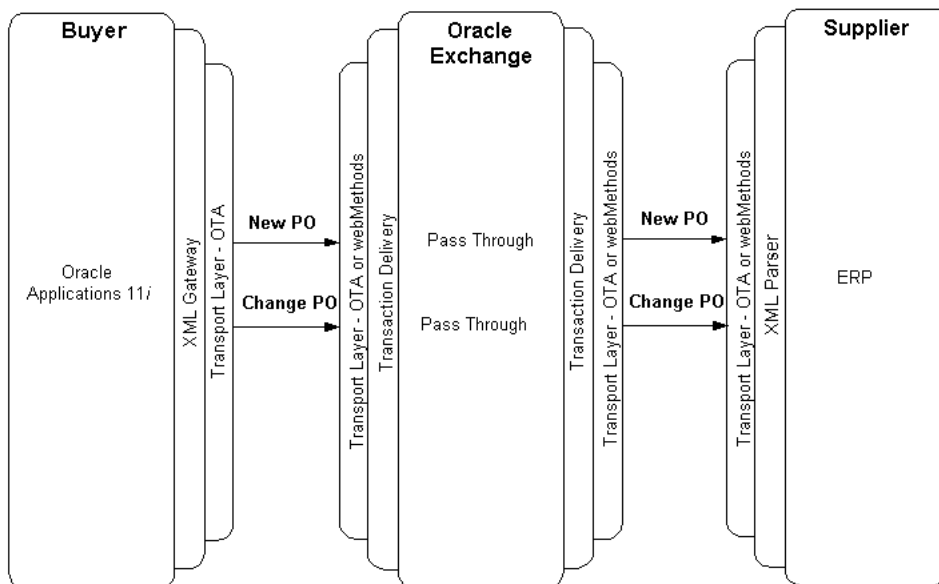 Buyer
Oracle
Applications 11i
XML Gateway
Transport Layer - OTA
New PO
Change PO
Transport Layer - OTA or webMethods
Transaction Delivery
Oracle
Exchange
Pass Through
Pass Through
Transaction Delivery
Transport Layer - OTA or webMethods
New PO
Change PO
Transport Layer - OTA or webMethods
XML Parser
Supplier
ERP